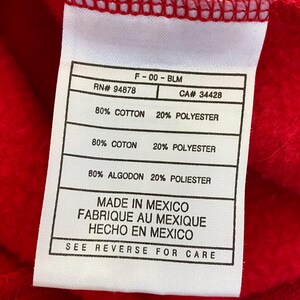 F - 00 - BLM
RN# 94878 CA# 34428
80% COTTON 20% POLYESTER
80% COTON 20% POLYESTER
80% ALGODON 20% POLIESTER
MADE IN MEXICO
FABRIQUE AU MEXIQUE
HECHO EN MEXICO
SEE REVERSE FOR CARE